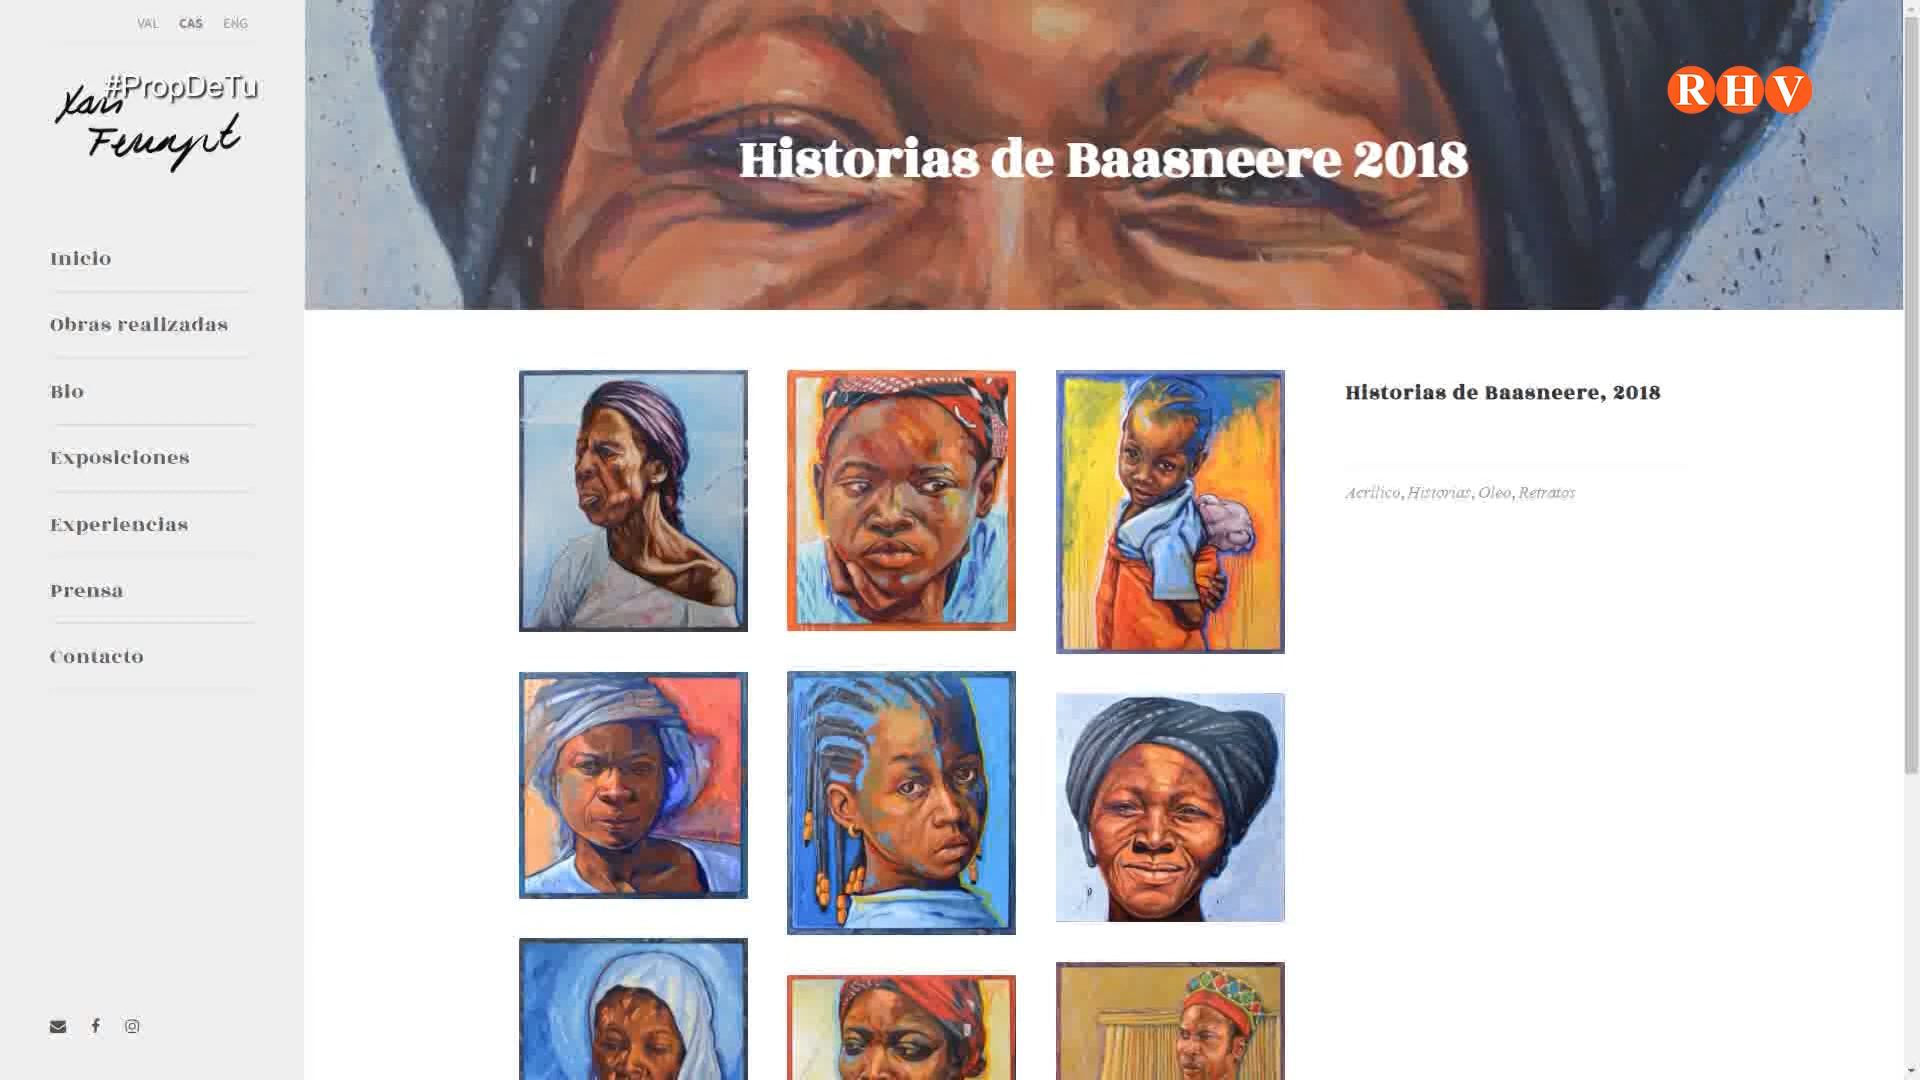 VAL CAS ENG
#PropDeTu
Xavi
Ferragut
RHV
Historias de Baasneere 2018
Inicio
Obras realizadas
Bio
Exposiciones
Experiencias
Prensa
Contacto
Historias de Baasneere, 2018
Acrílico, Historias, Oleo, Retratos